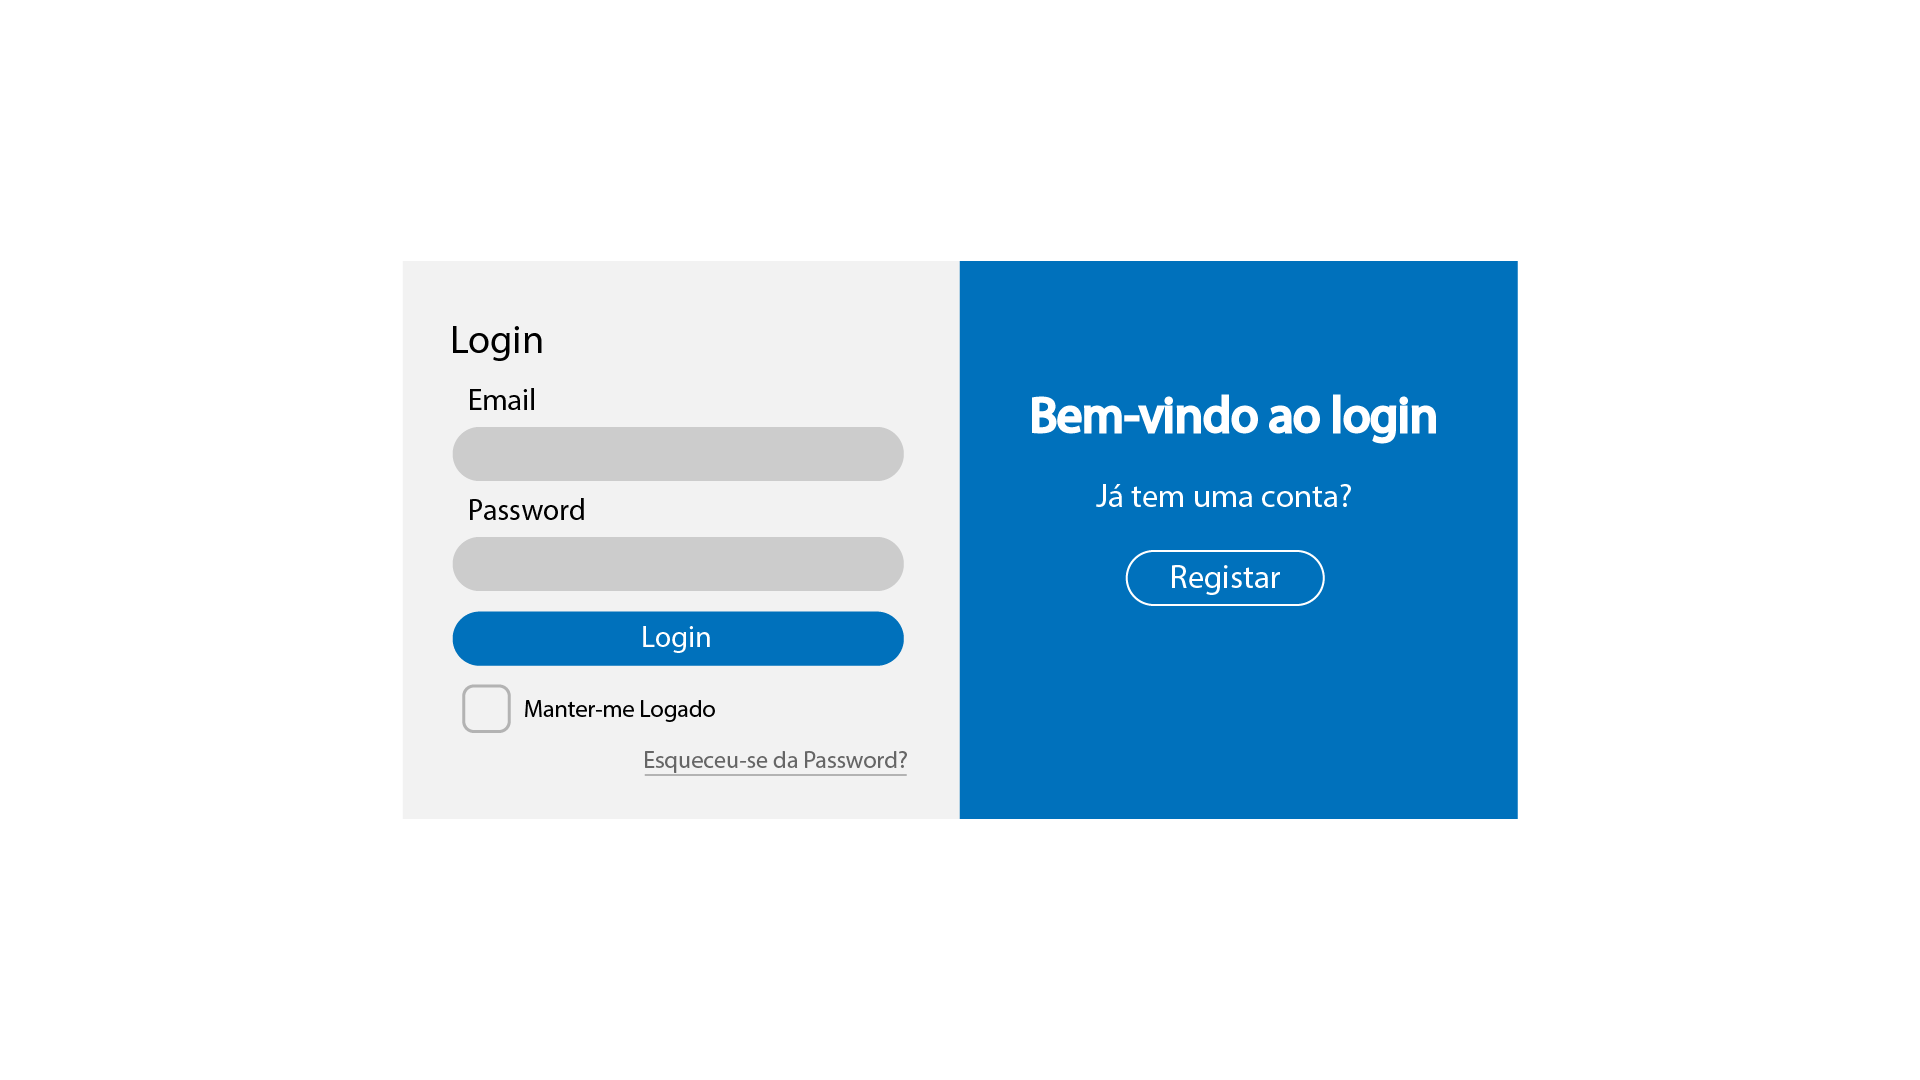 Login
Email
Password
Login
Manter-me Logado
Esqueceu-se da Password?
Bem-vindo ao login
Já tem uma conta?
Registar